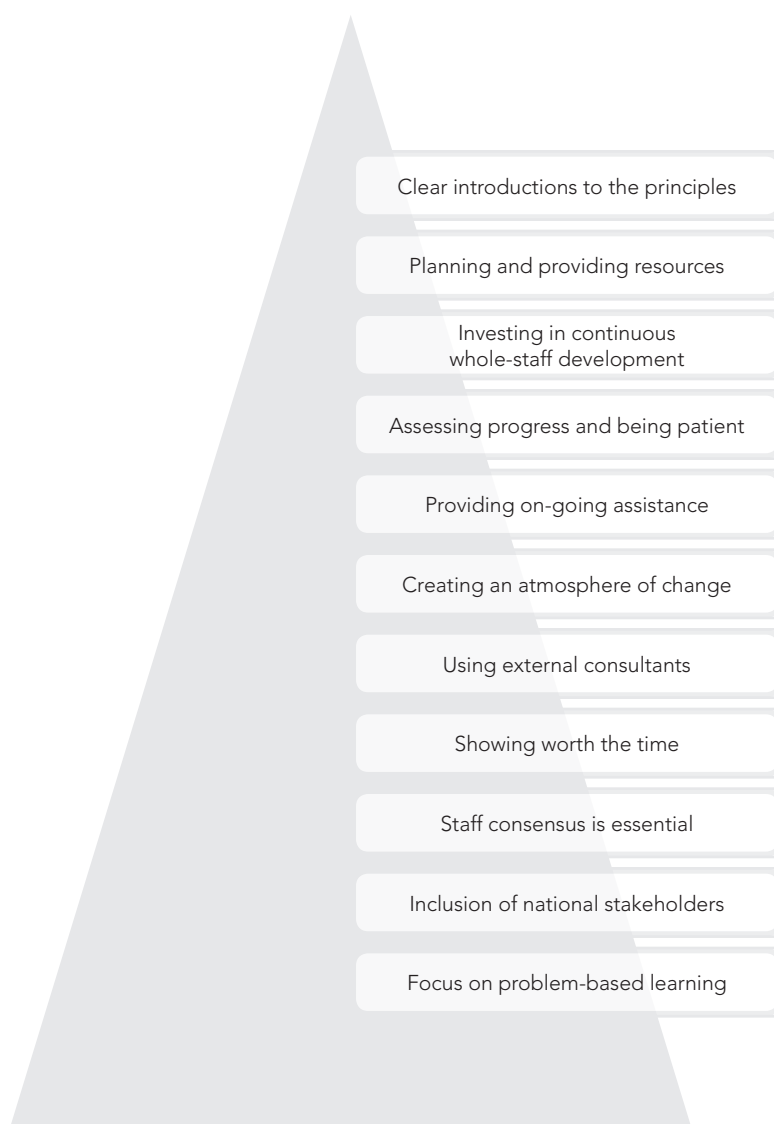 Clear introductions to the principles
Planning and providing resources
Investing in continuous
whole-staff development
Assessing progress and being patient
Providing on-going assistance
Creating an atmosphere of change
Using external consultants
Showing worth the time
Staff consensus is essential
Inclusion of national stakeholders
Focus on problem-based learning